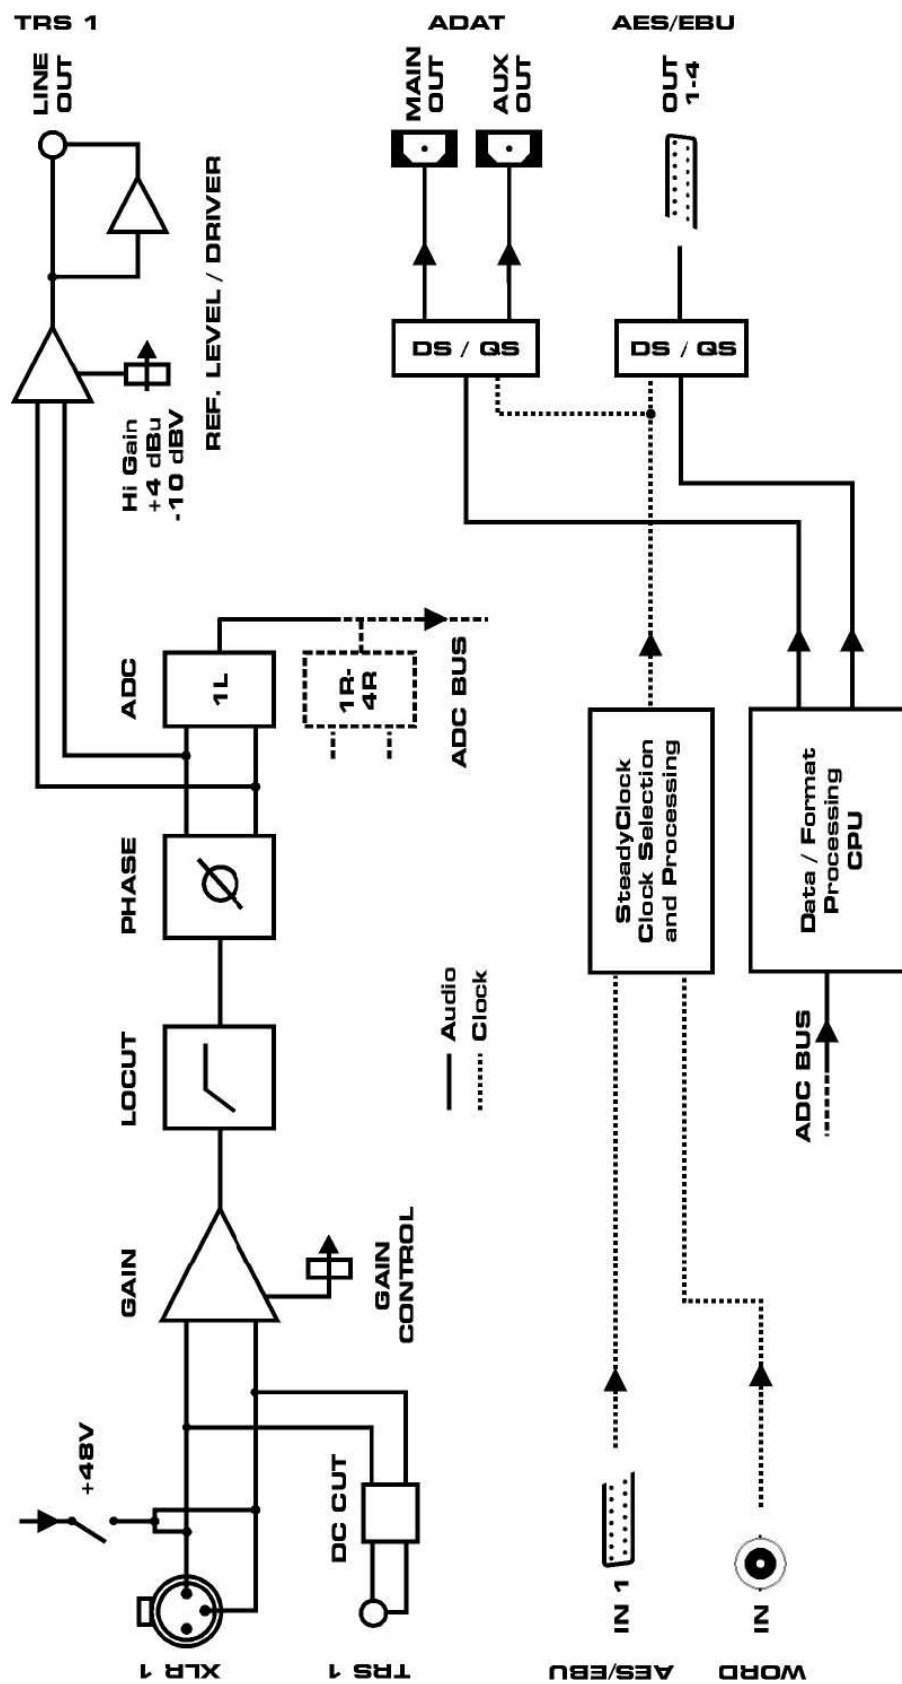 TRS 1
LINE
OUT
ADAT
MAIN
OUT
AUX
OUT
AES/EBU
OUT
1-4
REF. LEVEL / DRIVER
Hi Gain
+4 dBu
-10 dBV
DS / QS
DS / QS
ADC
1L
1R-
4R
ADC BUS
PHASE
SteadyClock
Clock Selection
and Processing
Data / Format
Processing
CPU
LOCUT
Audio
Clock
ADC BUS
GAIN
GAIN
CONTROL
+48V
DC CUT
XLR 1
TRS 1
IN 1
AES/EBU
IN
WORD